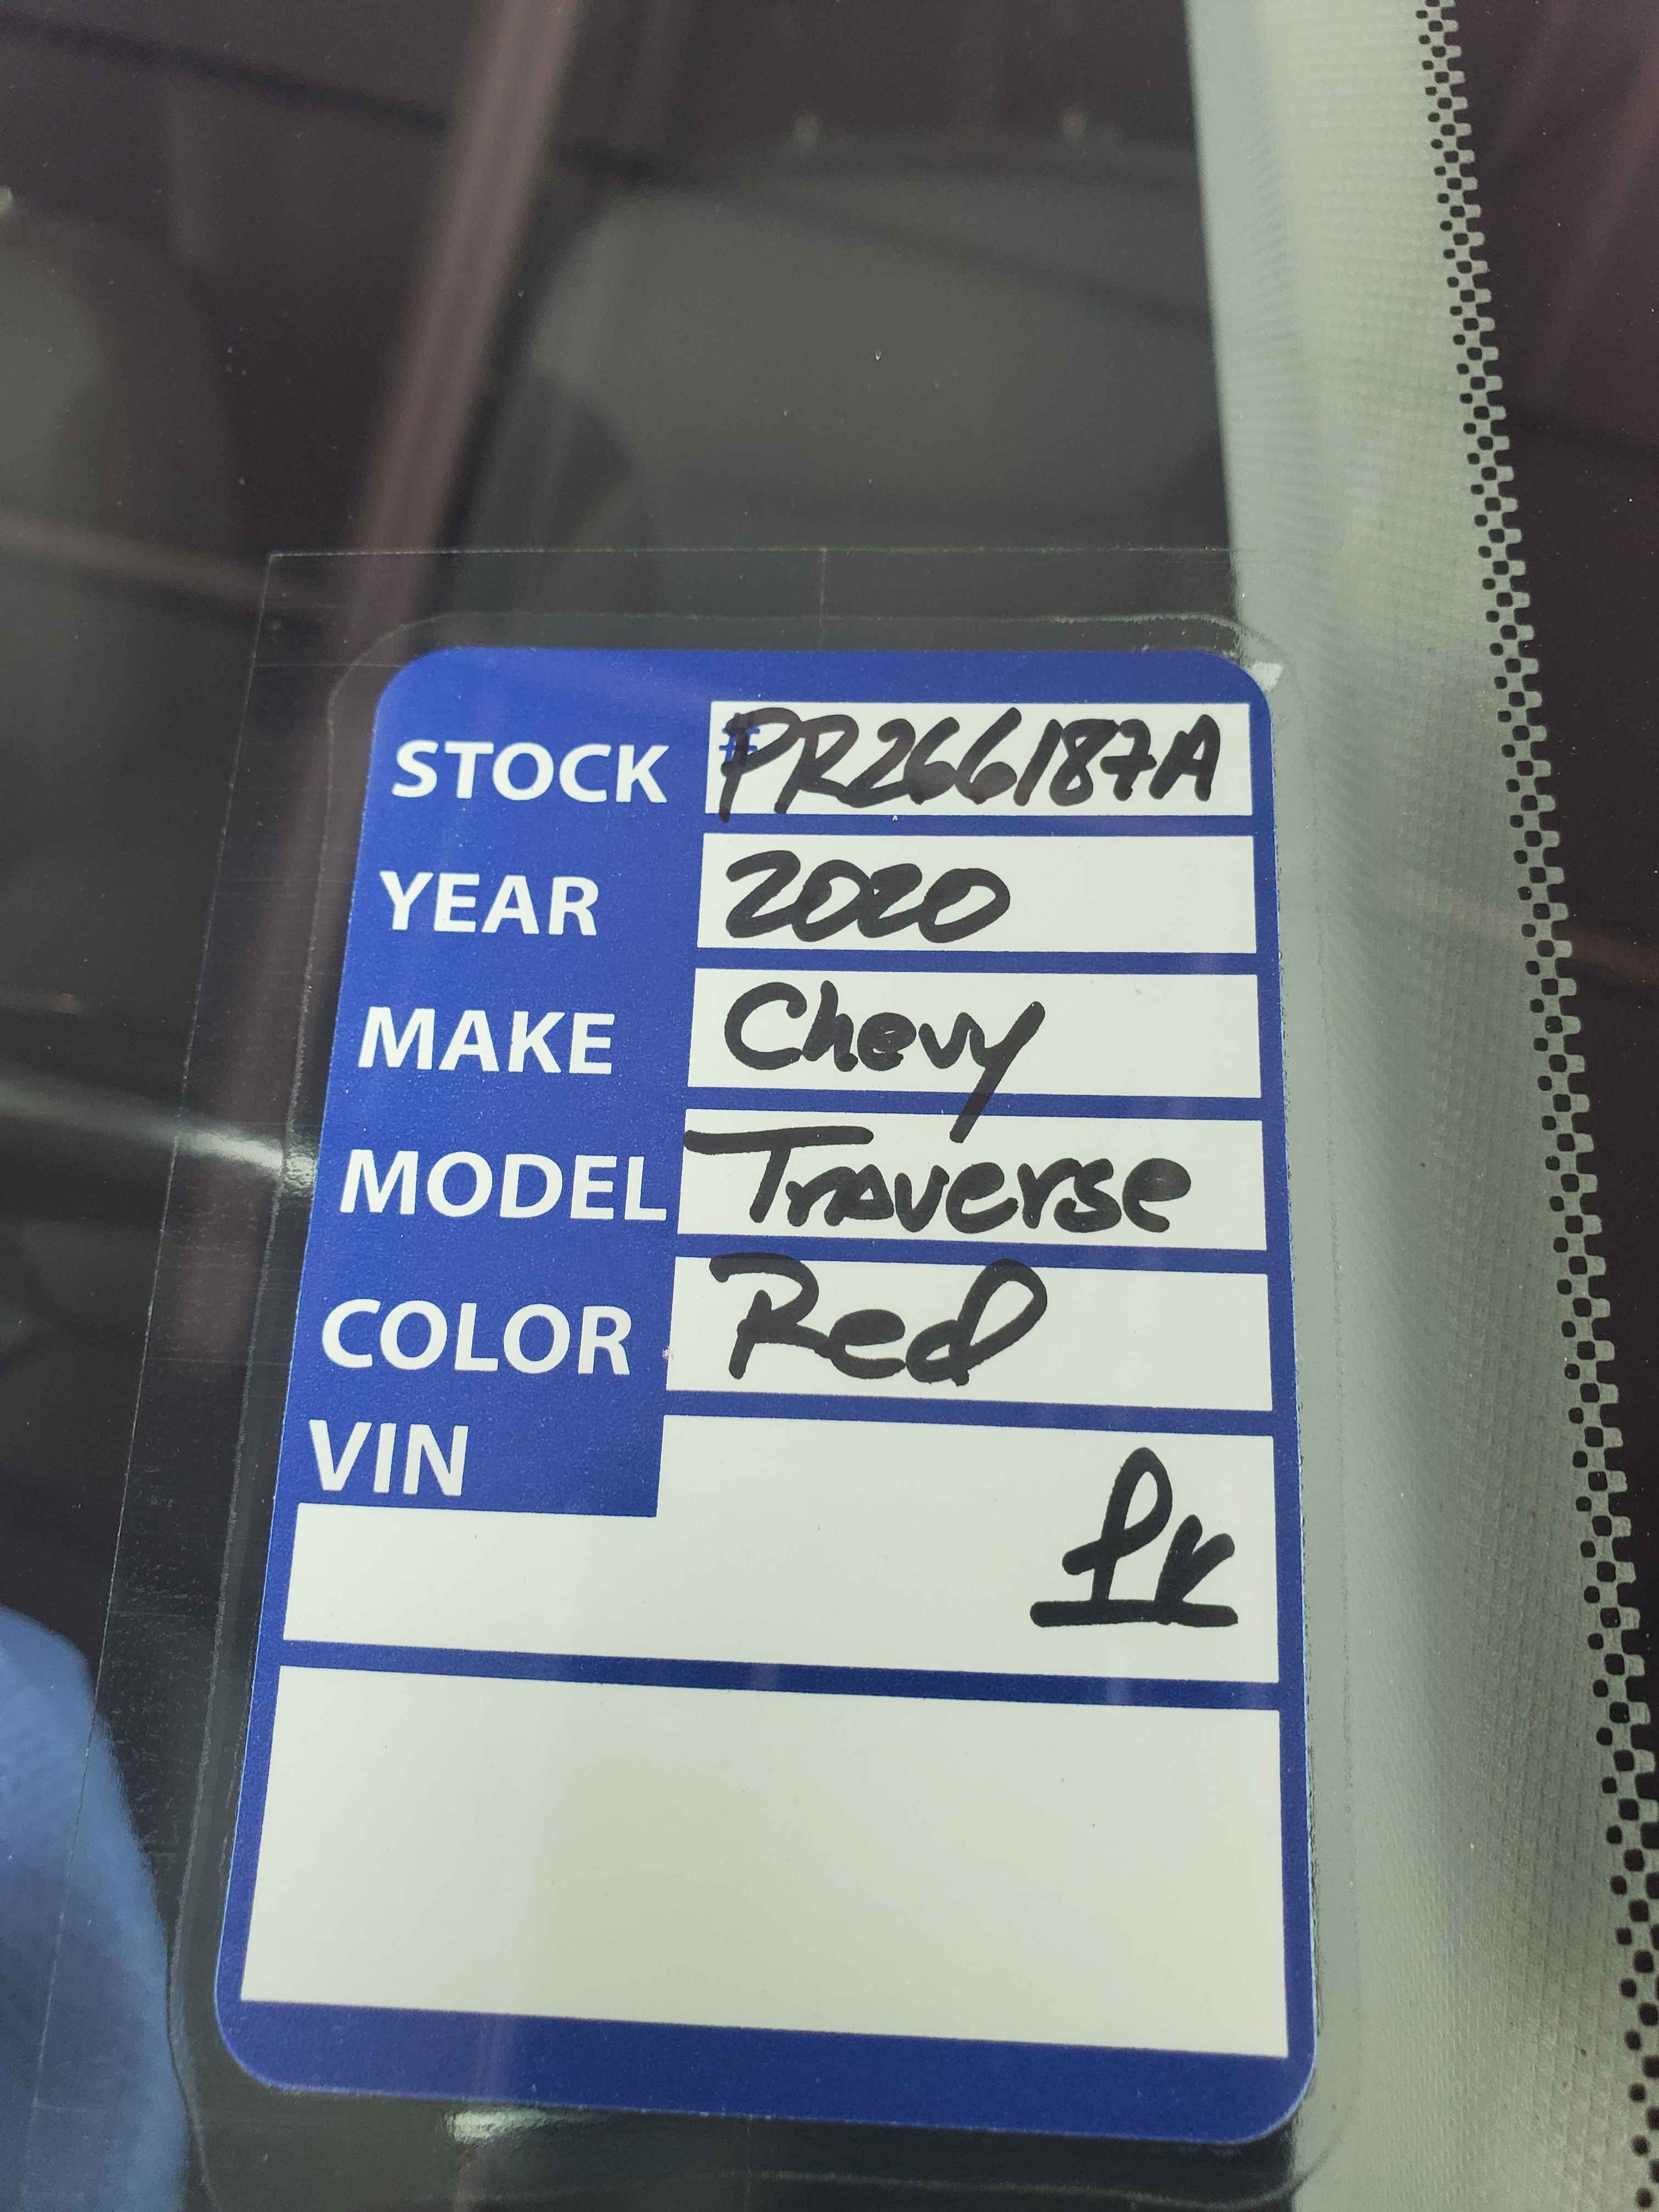 STOCK #PR266187A
YEAR 2020
MAKE Chevy
MODEL Traverse
COLOR Red
VIN